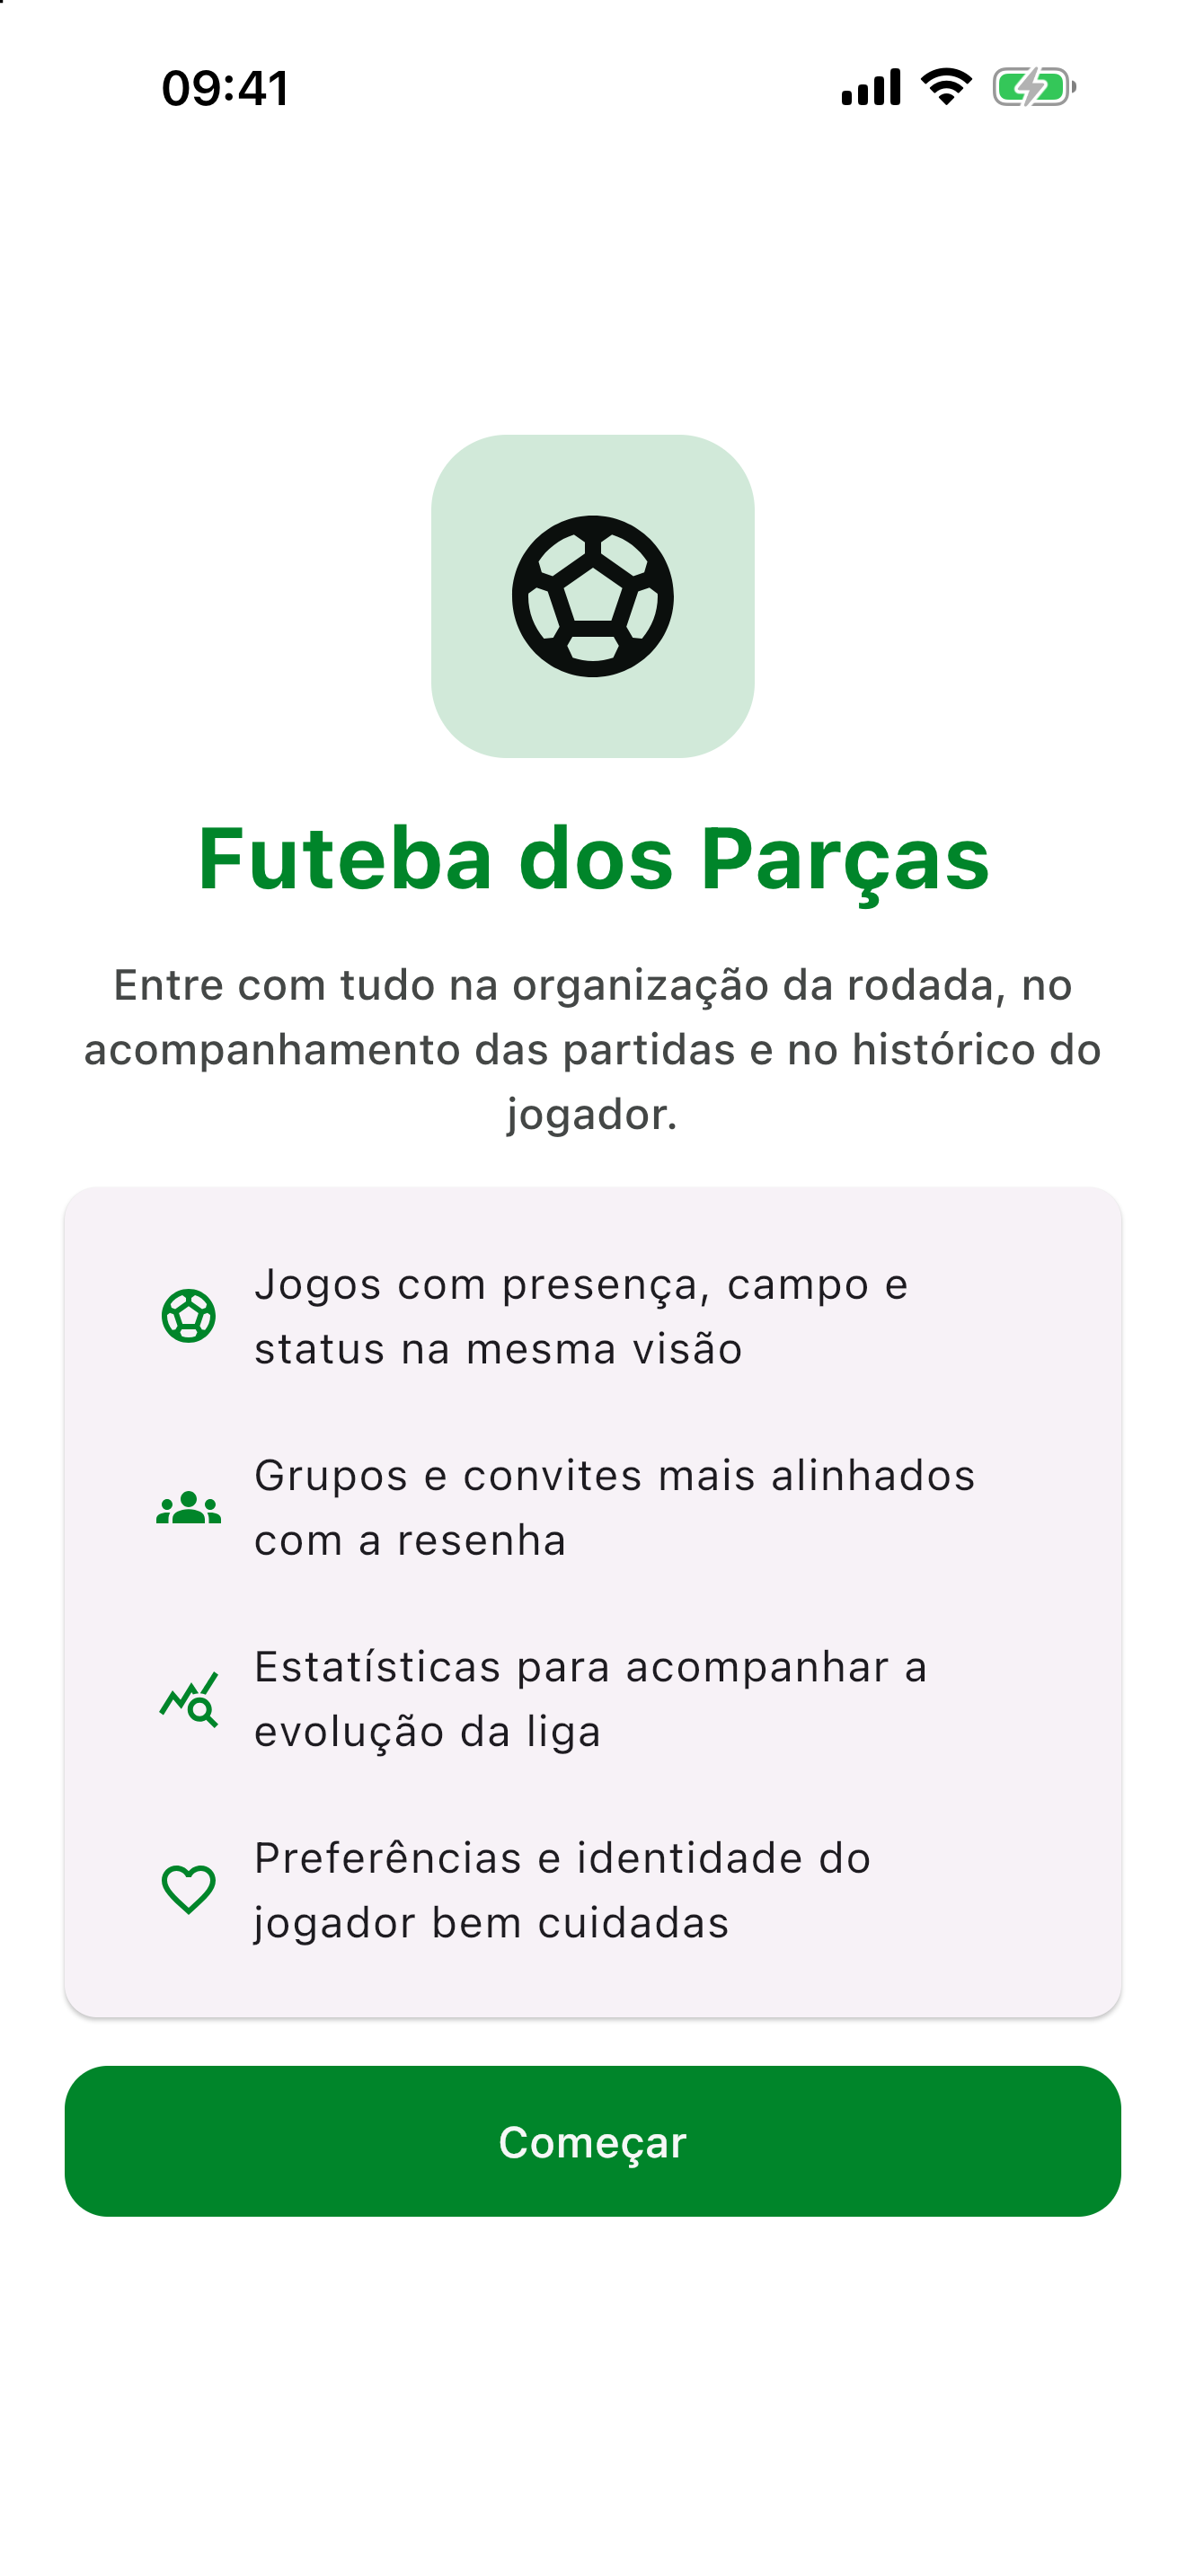 09:41
Futeba dos Parças
Entre com tudo na organização da rodada, no
acompanhamento das partidas e no histórico do
jogador.
Jogos com presença, campo e
status na mesma visão
Grupos e convites mais alinhados
com a resenha
Estatísticas para acompanhar a
evolução da liga
Preferências e identidade do
jogador bem cuidadas
Começar